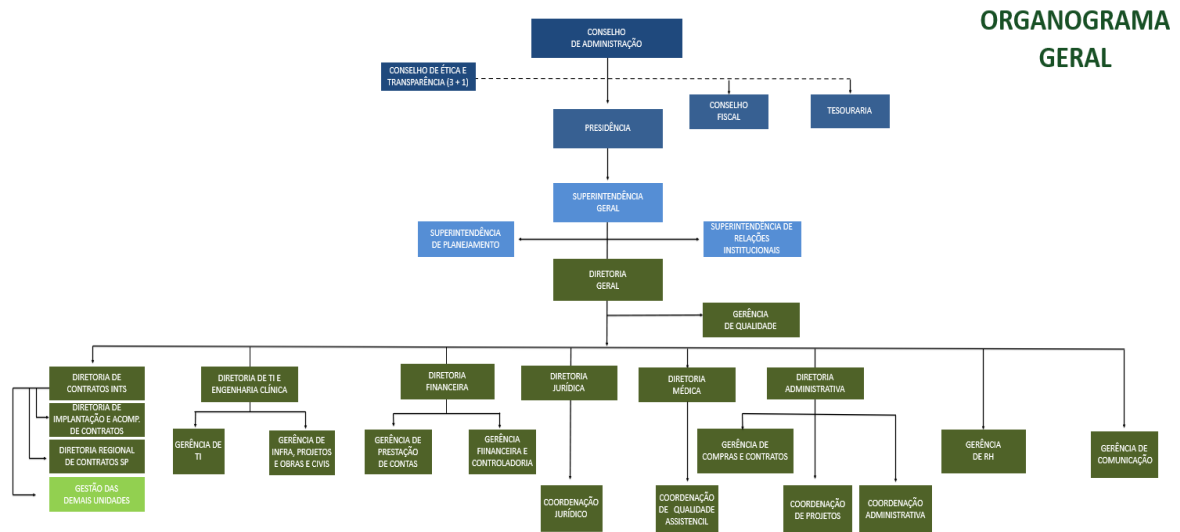 ORGANOGRAMA
GERAL
CONSELHO
DE ADMINISTRAÇÃO
CONSELHO DE ÉTICA E
TRANSPARÊNCIA (3 + 1)
CONSELHO
FISCAL
TESOURARIA
PRESIDÊNCIA
SUPERINTENDÊNCIA
GERAL
SUPERINTENDÊNCIA
DE PLANEJAMENTO
SUPERINTENDÊNCIA DE
RELAÇÕES
INSTITUCIONAIS
DIRETORIA
GERAL
GERÊNCIA
DE QUALIDADE
DIRETORIA DE
CONTRATOS INTS
DIRETORIA DE TI E
ENGENHARIA CLÍNICA
DIRETORIA
FINANCEIRA
DIRETORIA
JURÍDICA
DIRETORIA
MÉDICA
DIRETORIA
ADMINISTRATIVA
DIRETORIA DE
IMPLANTAÇÃO E ACOMP.
DE CONTRATOS
DIRETORIA REGIONAL
DE CONTRATOS SP
GESTÃO DAS
DEMAIS UNIDADES
GERÊNCIA DE
TI
GERÊNCIA DE
INFRA, PROJETOS
E OBRAS E CIVIS
GERÊNCIA DE
PRESTAÇÃO
DE CONTAS
GERÊNCIA
FIINANCEIRA E
CONTROLADORIA
GERÊNCIA DE
COMPRAS E CONTRATOS
GERÊNCIA
DE RH
GERÊNCIA DE
COMUNICAÇÃO
COORDENAÇÃO
JURÍDICO
COORDENAÇÃO
DE QUALIDADE
ASSISTENCIL
COORDENAÇÃO
DE PROJETOS
COORDENAÇÃO
ADMINISTRATIVA